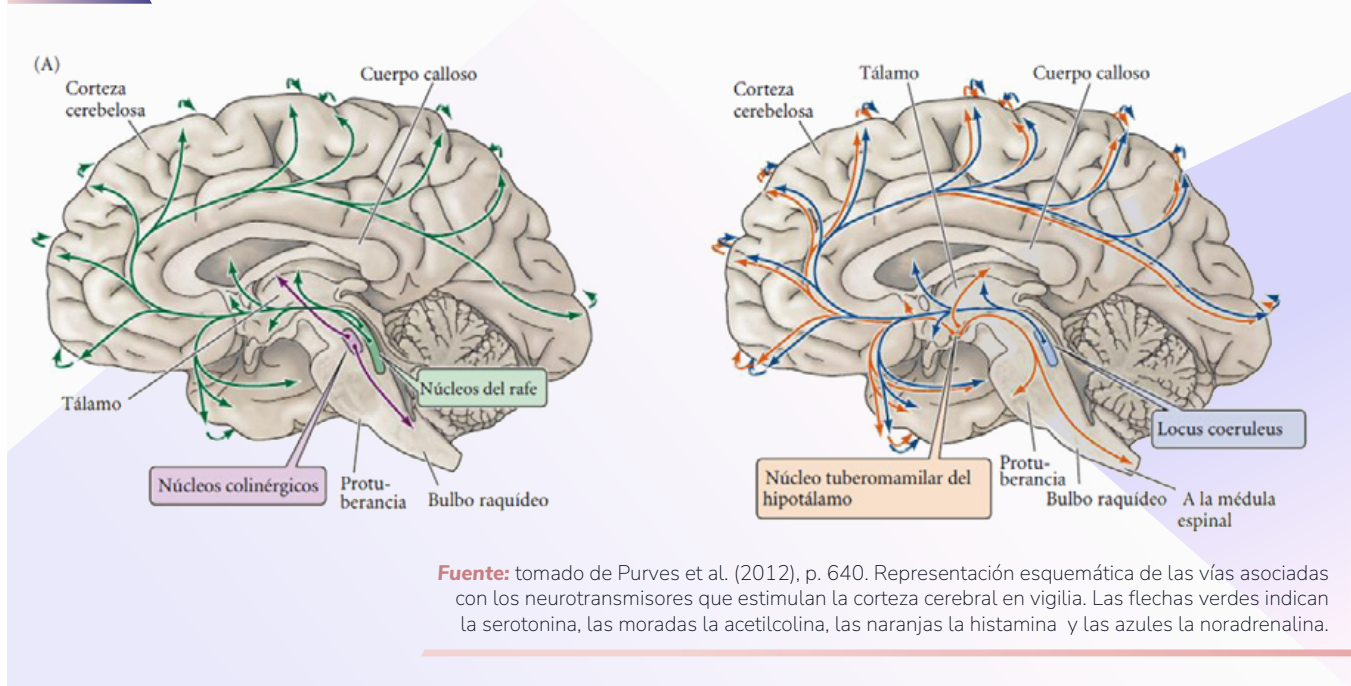 (A)
Corteza
cerebelosa
Cuerpo calloso
Tálamo
Núcleos del rafe
Núcleos colinérgicos
Protu-
berancia
Bulbo raquídeo
Tálamo
Corteza
cerebelosa
Cuerpo calloso
Locus coeruleus
Núcleo tuberomamilar del
hipotálamo
Protu-
berancia
Bulbo raquídeo
A la médula
espinal
Fuente: tomado de Purves et al. (2012), p. 640. Representación esquemática de las vías asociadas
con los neurotransmisores que estimulan la corteza cerebral en vigilia. Las flechas verdes indican
la serotonina, las moradas la acetilcolina, las naranjas la histamina y las azules la noradrenalina.